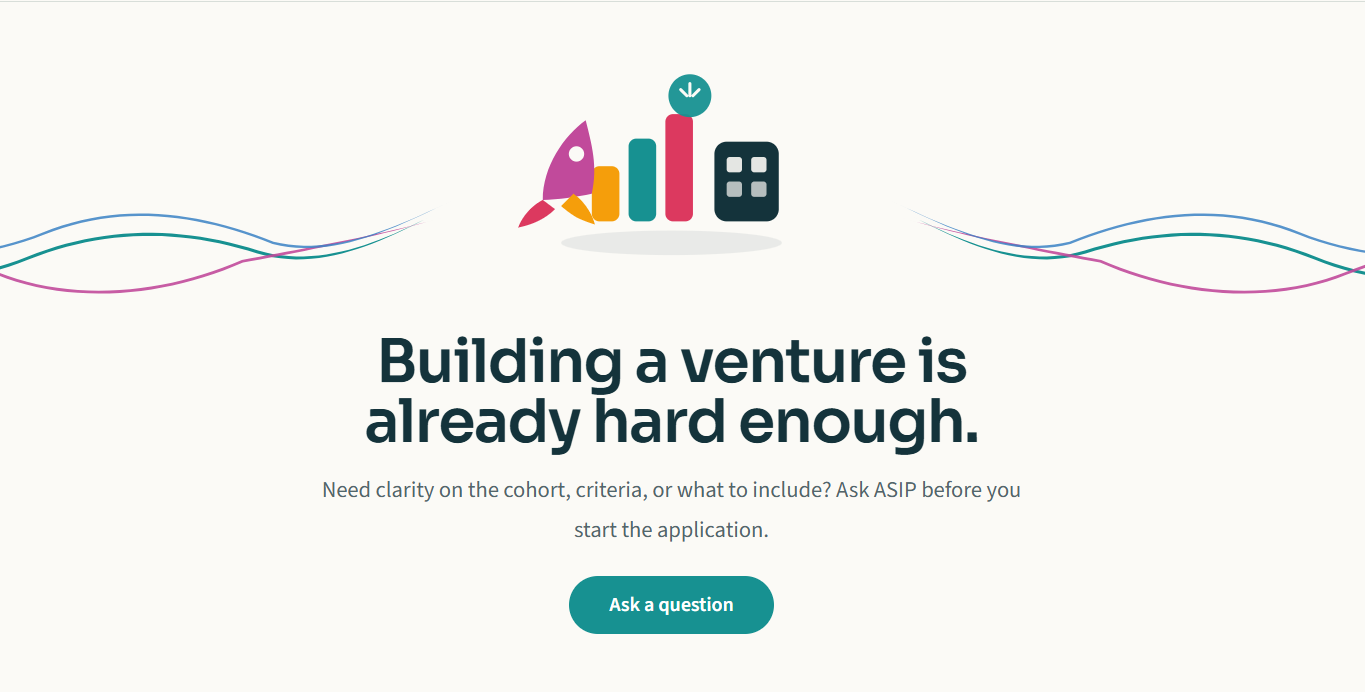 Building a venture is
already hard enough.
Need clarity on the cohort, criteria, or what to include? Ask ASIP before you
start the application.
Ask a question